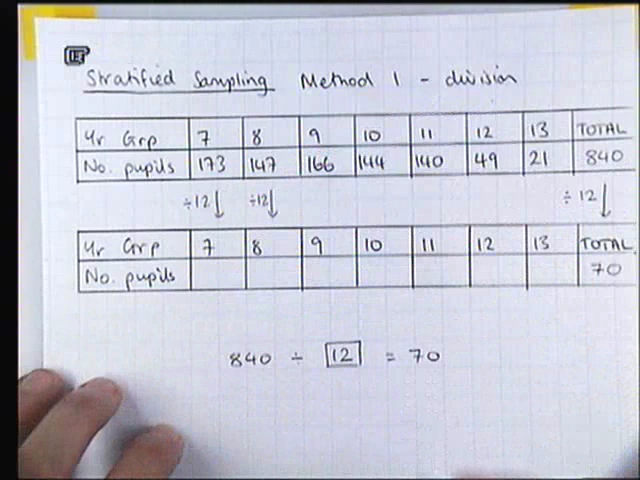 Stratified Sampling Method 1 - division
Yr Grp 7 8 9 10 11 12 13 TOTAL
No. pupils 173 147 166 144 140 49 21 840
÷12 ÷12 ÷12
Yr Grp 7 8 9 10 11 12 13 TOTAL
No. pupils 70
840 ÷ 12 = 70